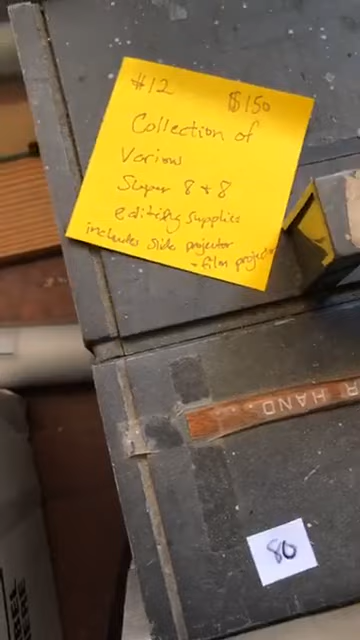 #12 $150
Collection of
Various
Super 8 + 8
editing supplies
includes slide projector
+ film projector
R HAND
80